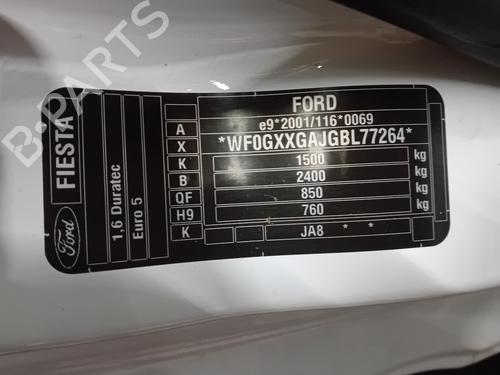 B-PARTS
FIESTA
Ford
1,6 Duratec
Euro 5
FORD
A e9*2001/116*0069
X *WF0GXXGAJGBL77264*
K 1500 kg
B 2400 kg
QF 850 kg
H9 760 kg
K JA8 * *